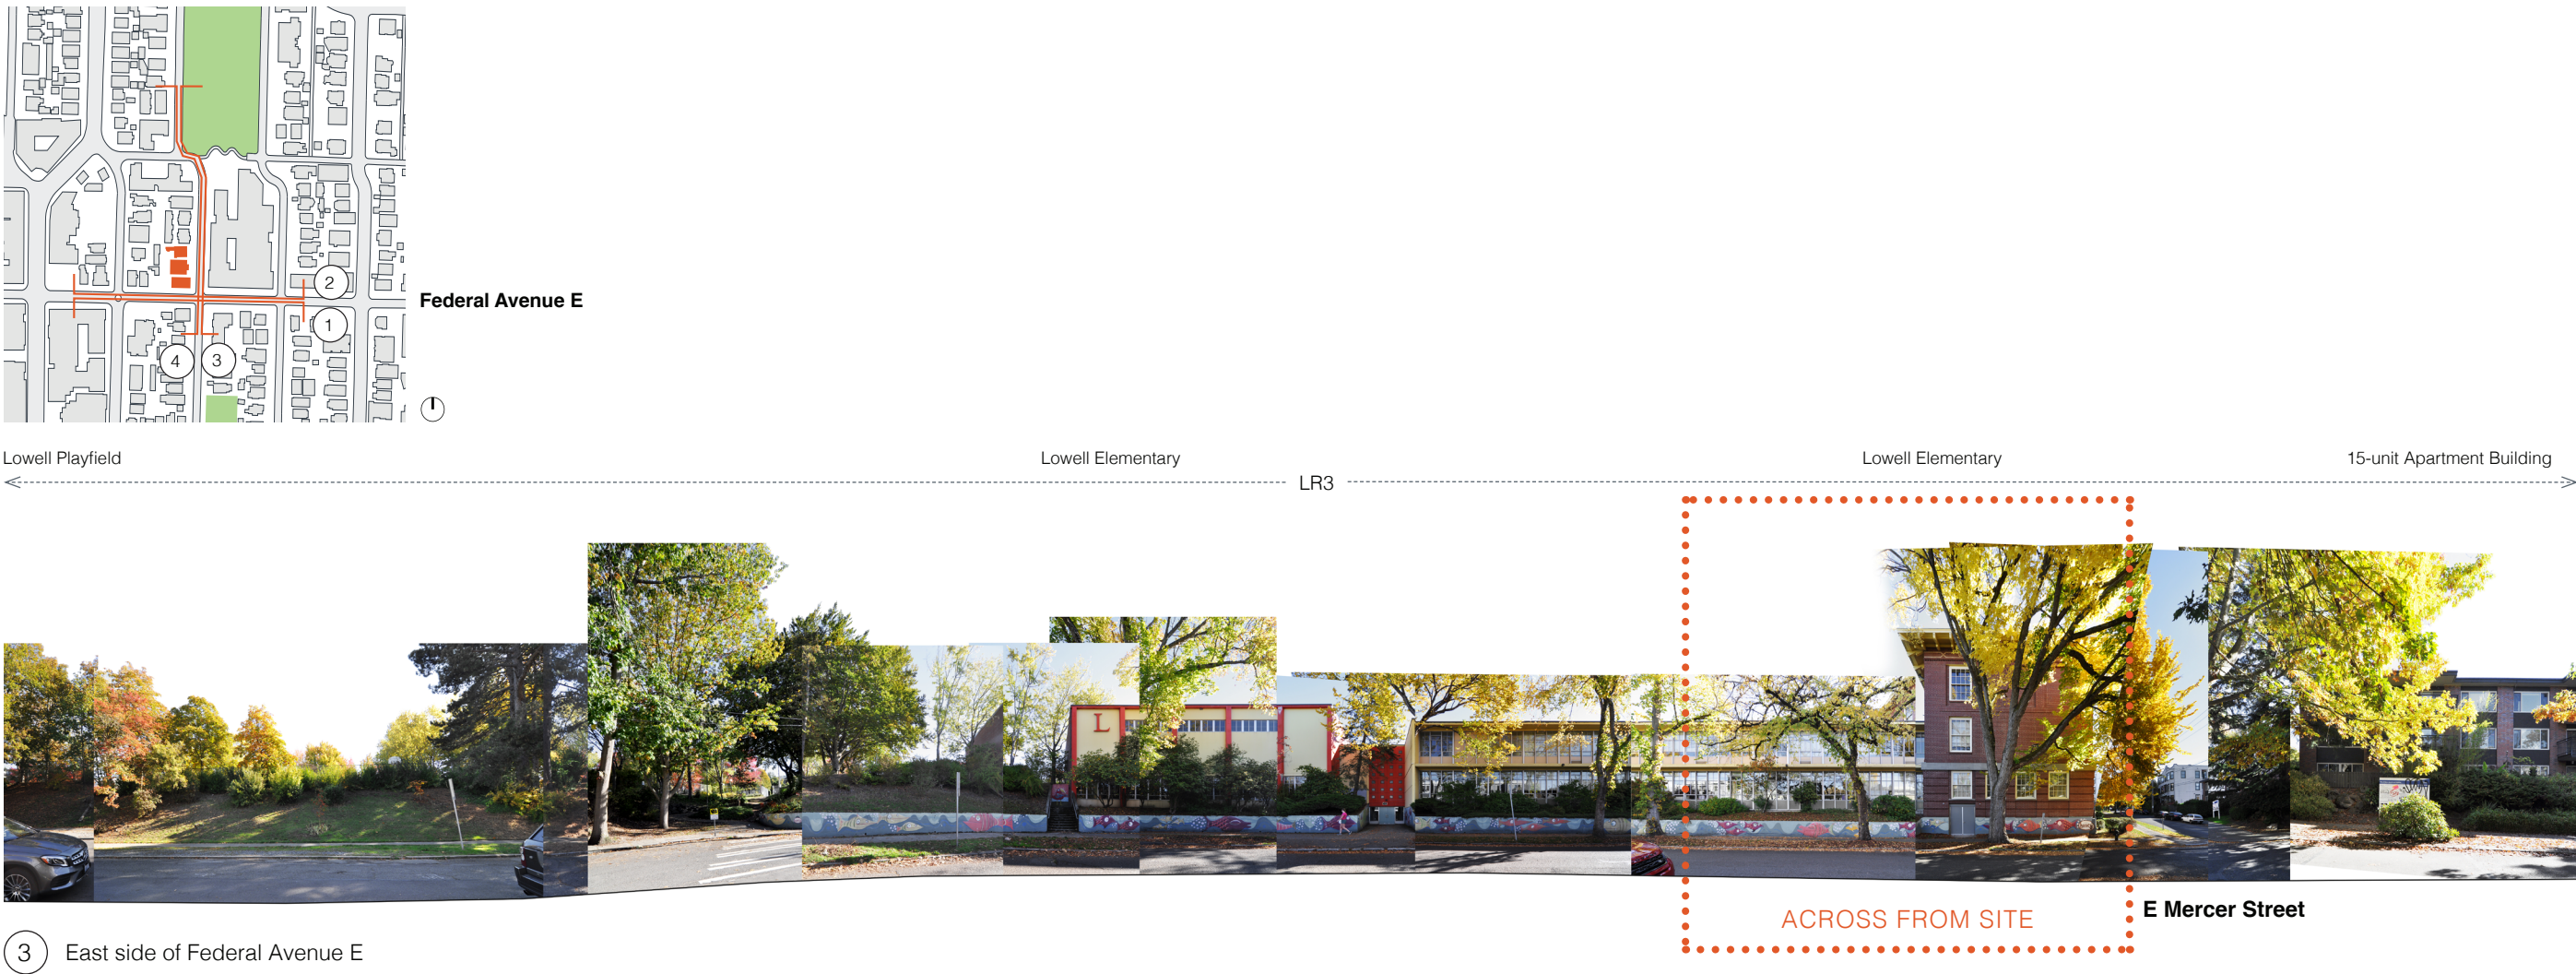 2
1
4
3
Federal Avenue E
Lowell Playfield
Lowell Elementary
Lowell Elementary
15-unit Apartment Building
LR3
L
ACROSS FROM SITE
E Mercer Street
3 East side of Federal Avenue E